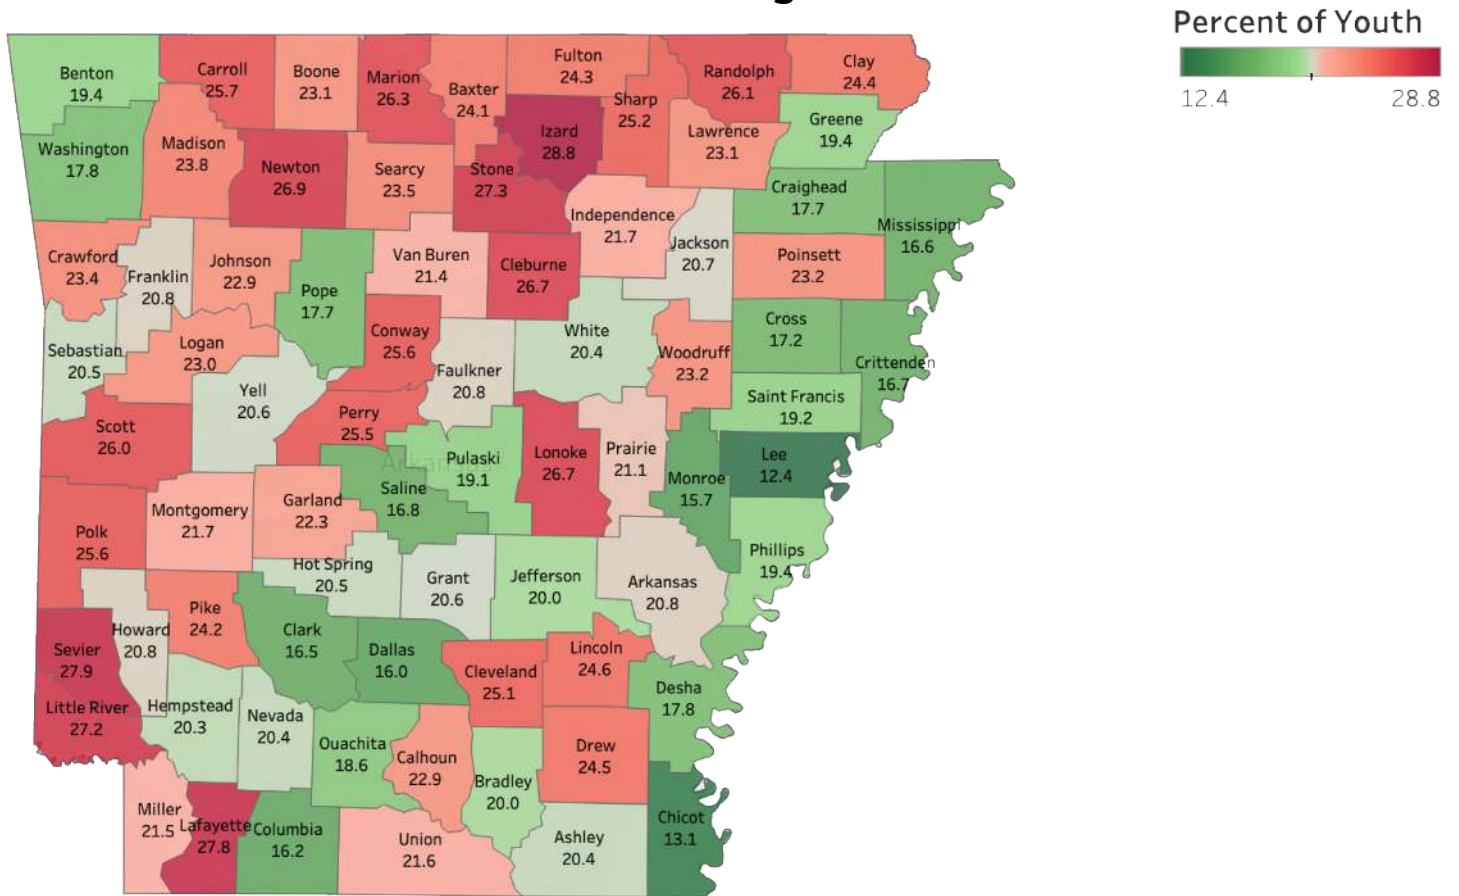 Percent of Youth
12.4 28.8
Benton
19.4
Carroll
25.7
Boone
23.1
Marion
26.3
Baxter
24.1
Fulton
24.3
Sharp
25.2
Randolph
26.1
Clay
24.4
Greene
19.4
Lawrence
23.1
Izard
28.8
Washington
17.8
Madison
23.8
Newton
26.9
Searcy
23.5
Stone
27.3
Independence
21.7
Jackson
20.7
Craighead
17.7
Mississippi
16.6
Crawford
23.4
Franklin
20.8
Johnson
22.9
Pope
17.7
Van Buren
21.4
Cleburne
26.7
Poinsett
23.2
Sebastian
20.5
Logan
23.0
Yell
20.6
Conway
25.6
Faulkner
20.8
White
20.4
Woodruff
23.2
Cross
17.2
Crittenden
16.7
Saint Francis
19.2
Scott
26.0
Perry
25.5
Arkansas
Pulaski
19.1
Saline
16.8
Lonoke
26.7
Prairie
21.1
Monroe
15.7
Lee
12.4
Polk
25.6
Montgomery
21.7
Garland
22.3
Hot Spring
20.5
Grant
20.6
Jefferson
20.0
Arkansas
20.8
Phillips
19.4
Howard
20.8
Pike
24.2
Clark
16.5
Dallas
16.0
Cleveland
25.1
Lincoln
24.6
Desha
17.8
Sevier
27.9
Little River
27.2
Hempstead
20.3
Nevada
20.4
Ouachita
18.6
Calhoun
22.9
Bradley
20.0
Drew
24.5
Miller
21.5
Lafayette
27.8
Columbia
16.2
Union
21.6
Ashley
20.4
Chicot
13.1